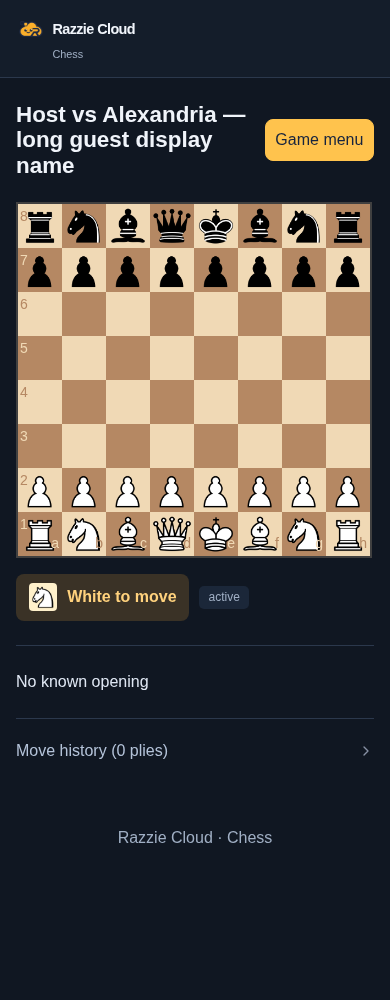 Razzie Cloud
Chess
Host vs Alexandria —
long guest display
name
Game menu
8
7
6
5
4
3
2
1
a b c d e f g h
White to move
active
No known opening
Move history (0 plies)
Razzie Cloud · Chess